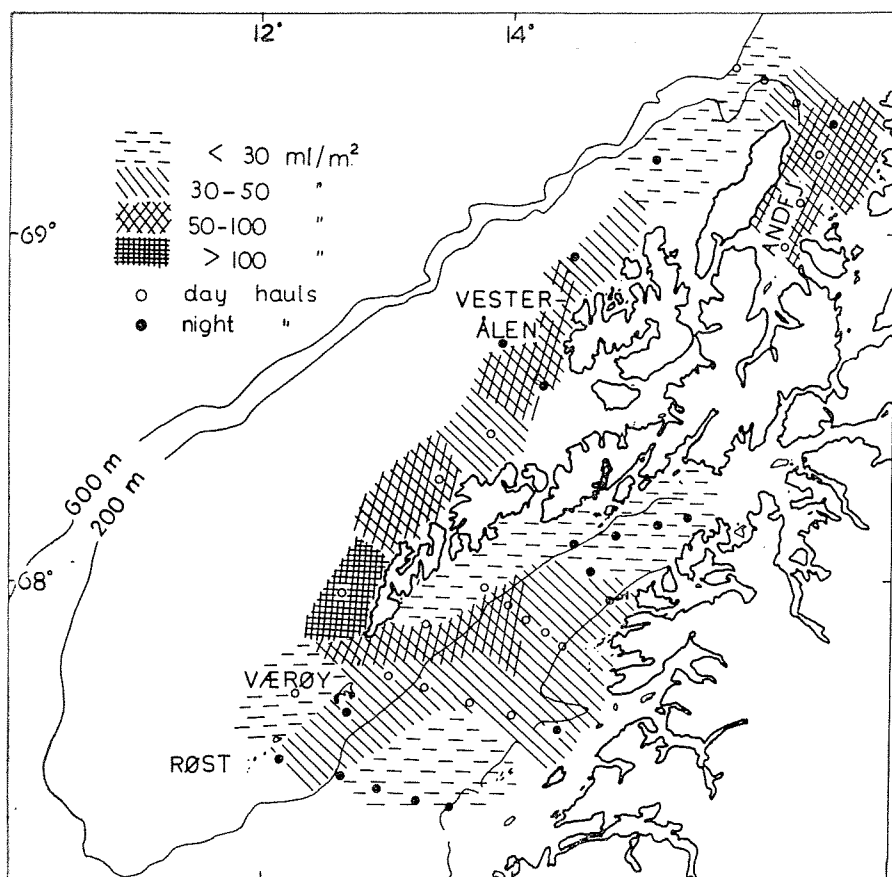 12° 14°
< 30 ml/m²
30-50 "
50-100 "
> 100 "
o day hauls
● night "
69°
ANDFJ
VESTER-
ÅLEN
600 m
200 m
68°
VÆRØY
RØST